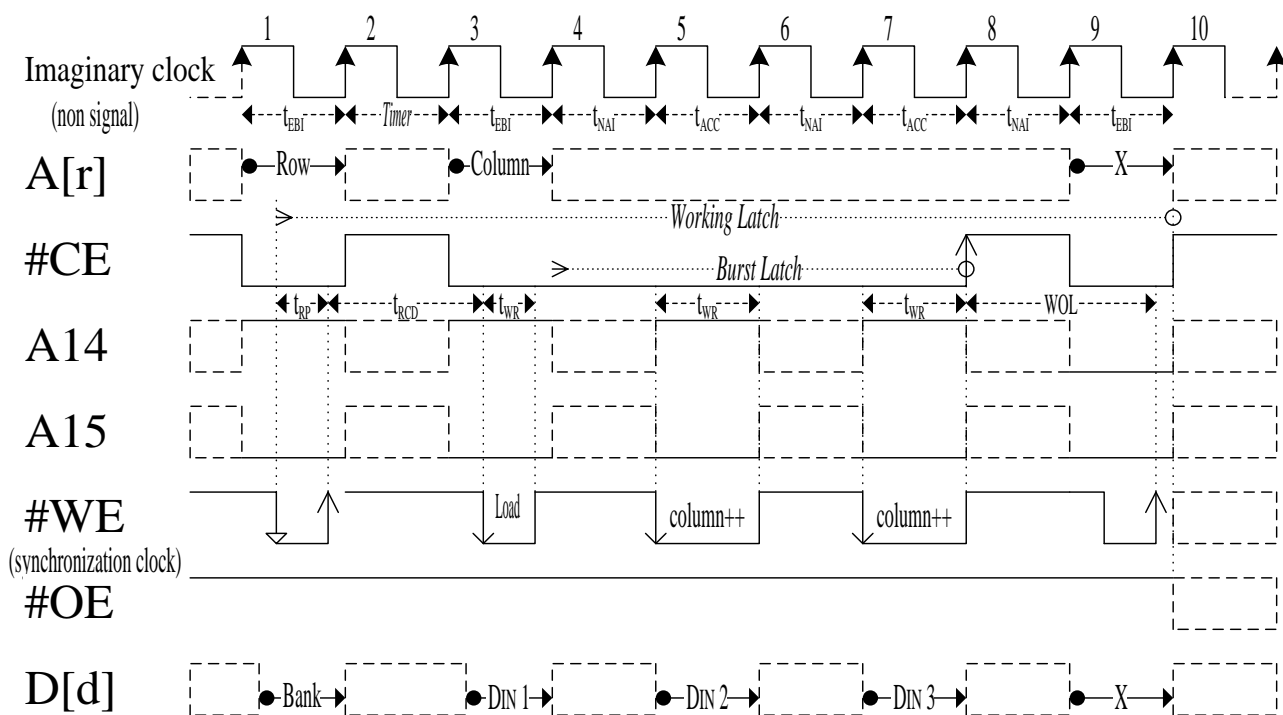 1 2 3 4 5 6 7 8 9 10
Imaginary clock
(non signal)
tEBI Timer tEBI tNAI tACC tNAI tACC tNAI tEBI
A[r] Row Column X
Working Latch
#CE
Burst Latch
tRP tRCD tWR tWR tWR WOL
A14
A15
#WE Load column++ column++
(synchronization clock)
#OE
D[d] Bank DIN 1 DIN 2 DIN 3 X